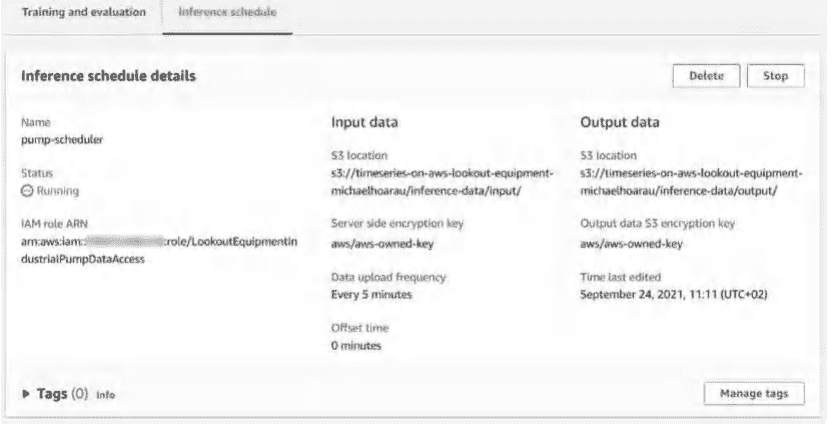 Training and evaluation
Inference schedule
Inference schedule details
Delete
Stop
Name
pump-scheduler
Status
Running
IAM role ARN
arn:aws:iam:: :role/LookoutEquipmentIn
dustrialPumpDataAccess
Input data
S3 location
s3://timeseries-on-aws-lookout-equipment-
michaelhoarau/inference-data/input/
Server side encryption key
aws/aws-owned-key
Data upload frequency
Every 5 minutes
Offset time
0 minutes
Output data
S3 location
s3://timeseries-on-aws-lookout-equipment-
michaelhoarau/inference-data/output/
Output data S3 encryption key
aws/aws-owned-key
Time last edited
September 24, 2021, 11:11 (UTC+02)
Tags (0) Info
Manage tags